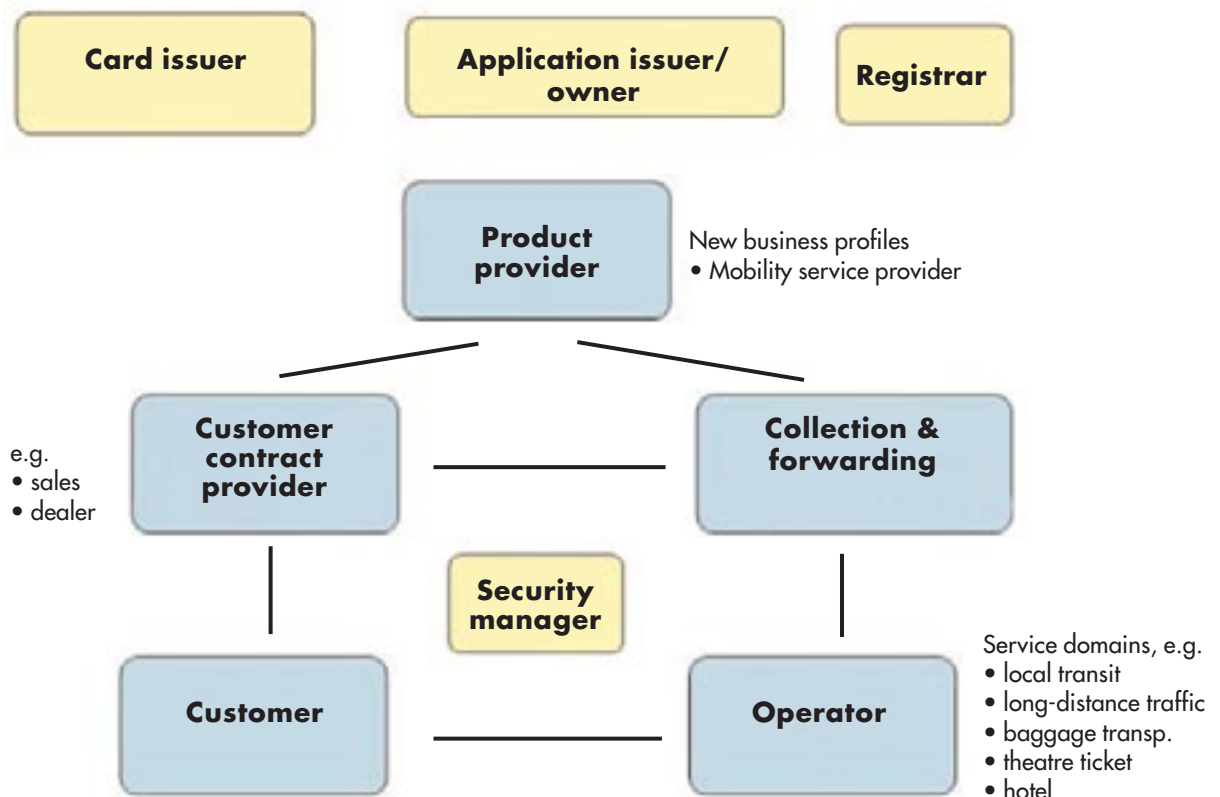 Card issuer
Application issuer/
owner
Registrar
Product
provider
New business profiles
• Mobility service provider
Customer
contract
provider
Collection &
forwarding
e.g.
• sales
• dealer
Security
manager
Customer
Operator
Service domains, e.g.
• local transit
• long-distance traffic
• baggage transp.
• theatre ticket
• hotel